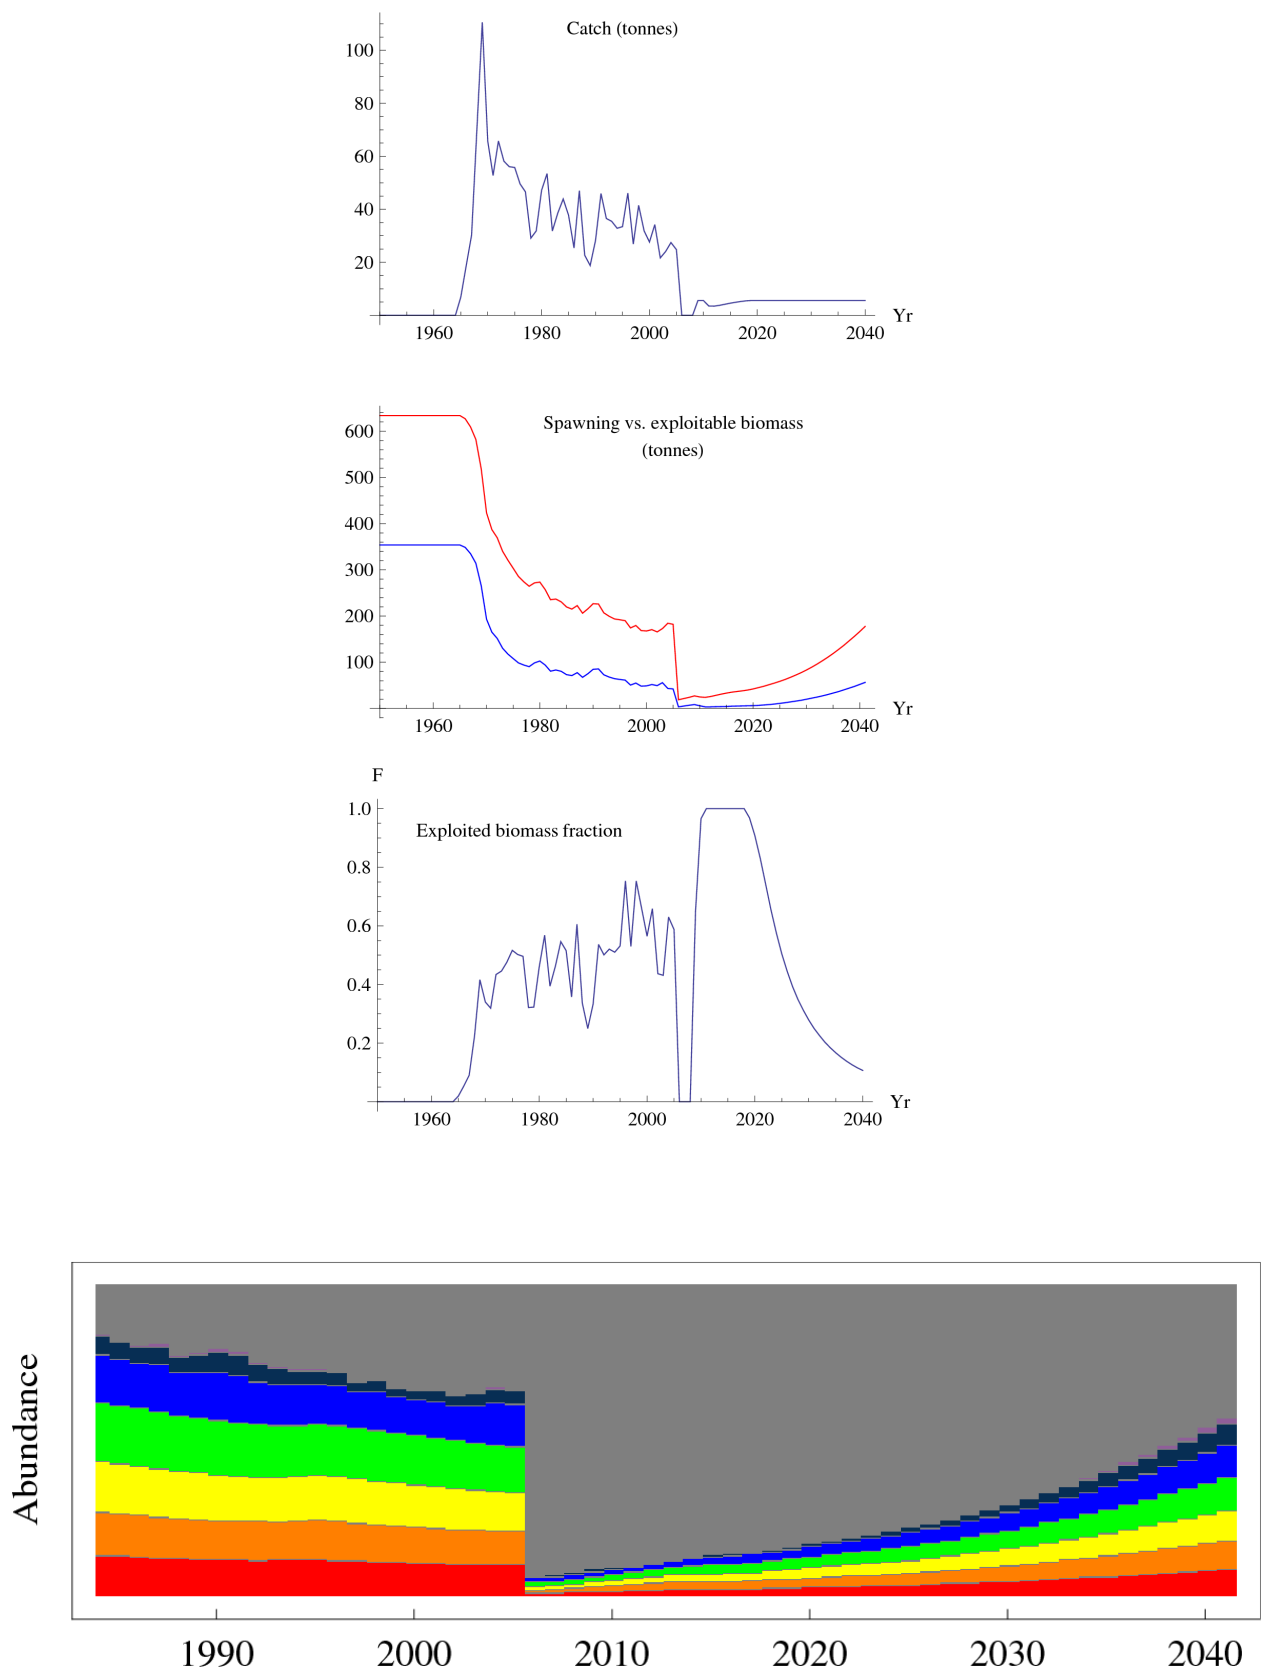 Catch (tonnes)
100
80
60
40
20
1960 1980 2000 2020 2040 Yr
Spawning vs. exploitable biomass
(tonnes)
600
500
400
300
200
100
1960 1980 2000 2020 2040 Yr
F
1.0
Exploited biomass fraction
0.8
0.6
0.4
0.2
1960 1980 2000 2020 2040 Yr
Abundance
1990 2000 2010 2020 2030 2040